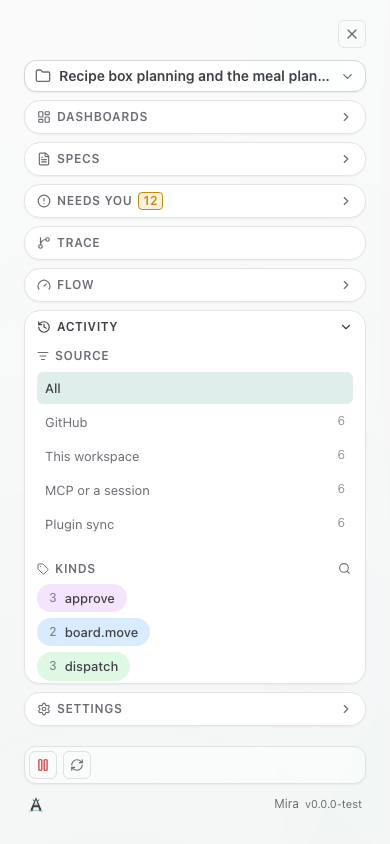 Recipe box planning and the meal plan...
DASHBOARDS
SPECS
NEEDS YOU 12
TRACE
FLOW
ACTIVITY
SOURCE
All
GitHub 6
This workspace 6
MCP or a session 6
Plugin sync 6
KINDS
3 approve
2 board.move
3 dispatch
SETTINGS
Mira v0.0.0-test